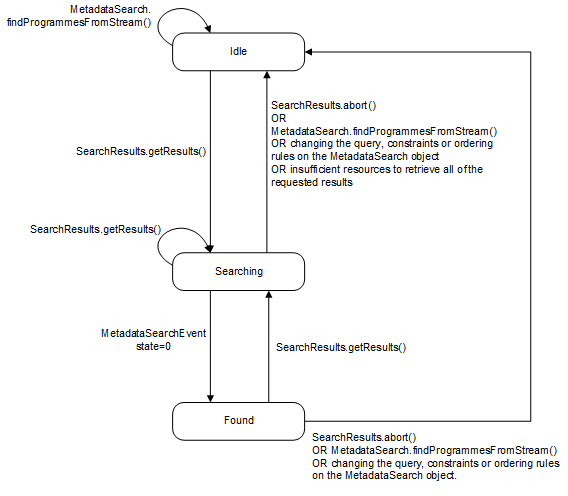 MetadataSearch.
findProgrammesFromStream()
Idle
SearchResults.abort()
OR
MetadataSearch.findProgrammesFromStream()
OR changing the query, constraints or ordering
rules on the MetadataSearch object
OR insufficient resources to retrieve all of the
requested results
SearchResults.getResults()
SearchResults.getResults()
Searching
MetadataSearchEvent
state=0
SearchResults.getResults()
Found
SearchResults.abort()
OR MetadataSearch.findProgrammesFromStream()
OR changing the query, constraints or ordering rules
on the MetadataSearch object.